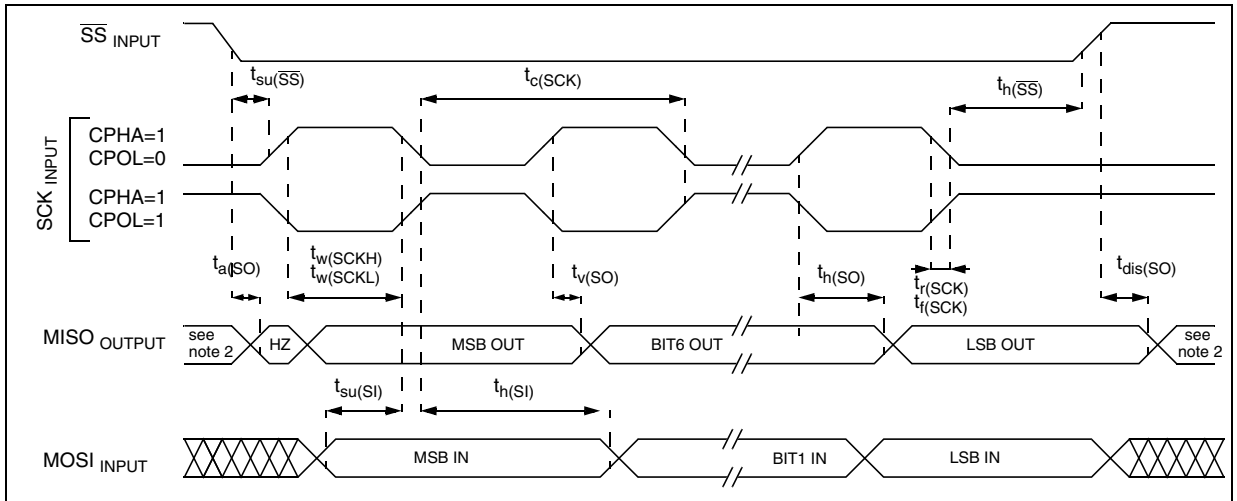 SS INPUT
tsu(SS)
tc(SCK)
th(SS)
SCK INPUT
CPHA=1
CPOL=0
CPHA=1
CPOL=1
ta(SO)
tw(SCKH)
tw(SCKL)
tv(SO)
th(SO)
tr(SCK)
tf(SCK)
tdis(SO)
MISO OUTPUT
see
note 2
HZ
MSB OUT
BIT6 OUT
LSB OUT
see
note 2
tsu(SI)
th(SI)
MOSI INPUT
MSB IN
BIT1 IN
LSB IN